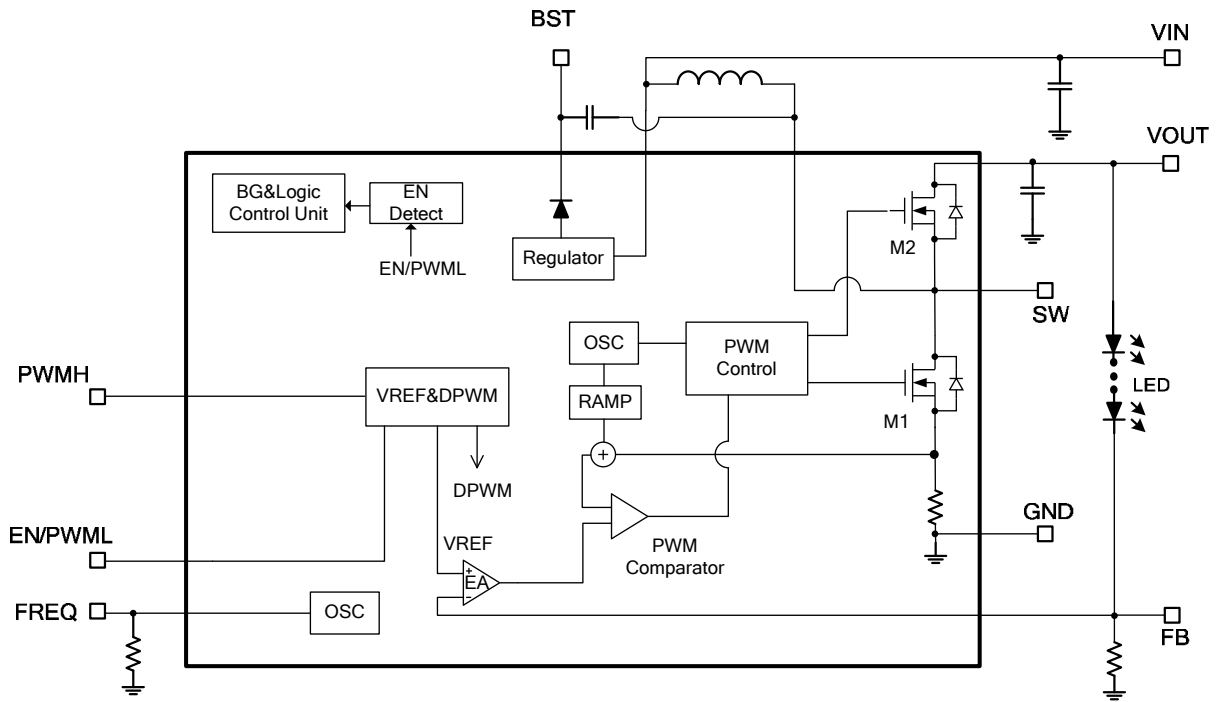 BST
VIN
VOUT
BG&Logic
Control Unit
EN
Detect
EN/PWML
Regulator
M2
SW
OSC
PWM
Control
PWMH
VREF&DPWM
RAMP
M1
LED
+
DPWM
EN/PWML
VREF
PWM
Comparator
GND
+
EA
-
FREQ
OSC
FB